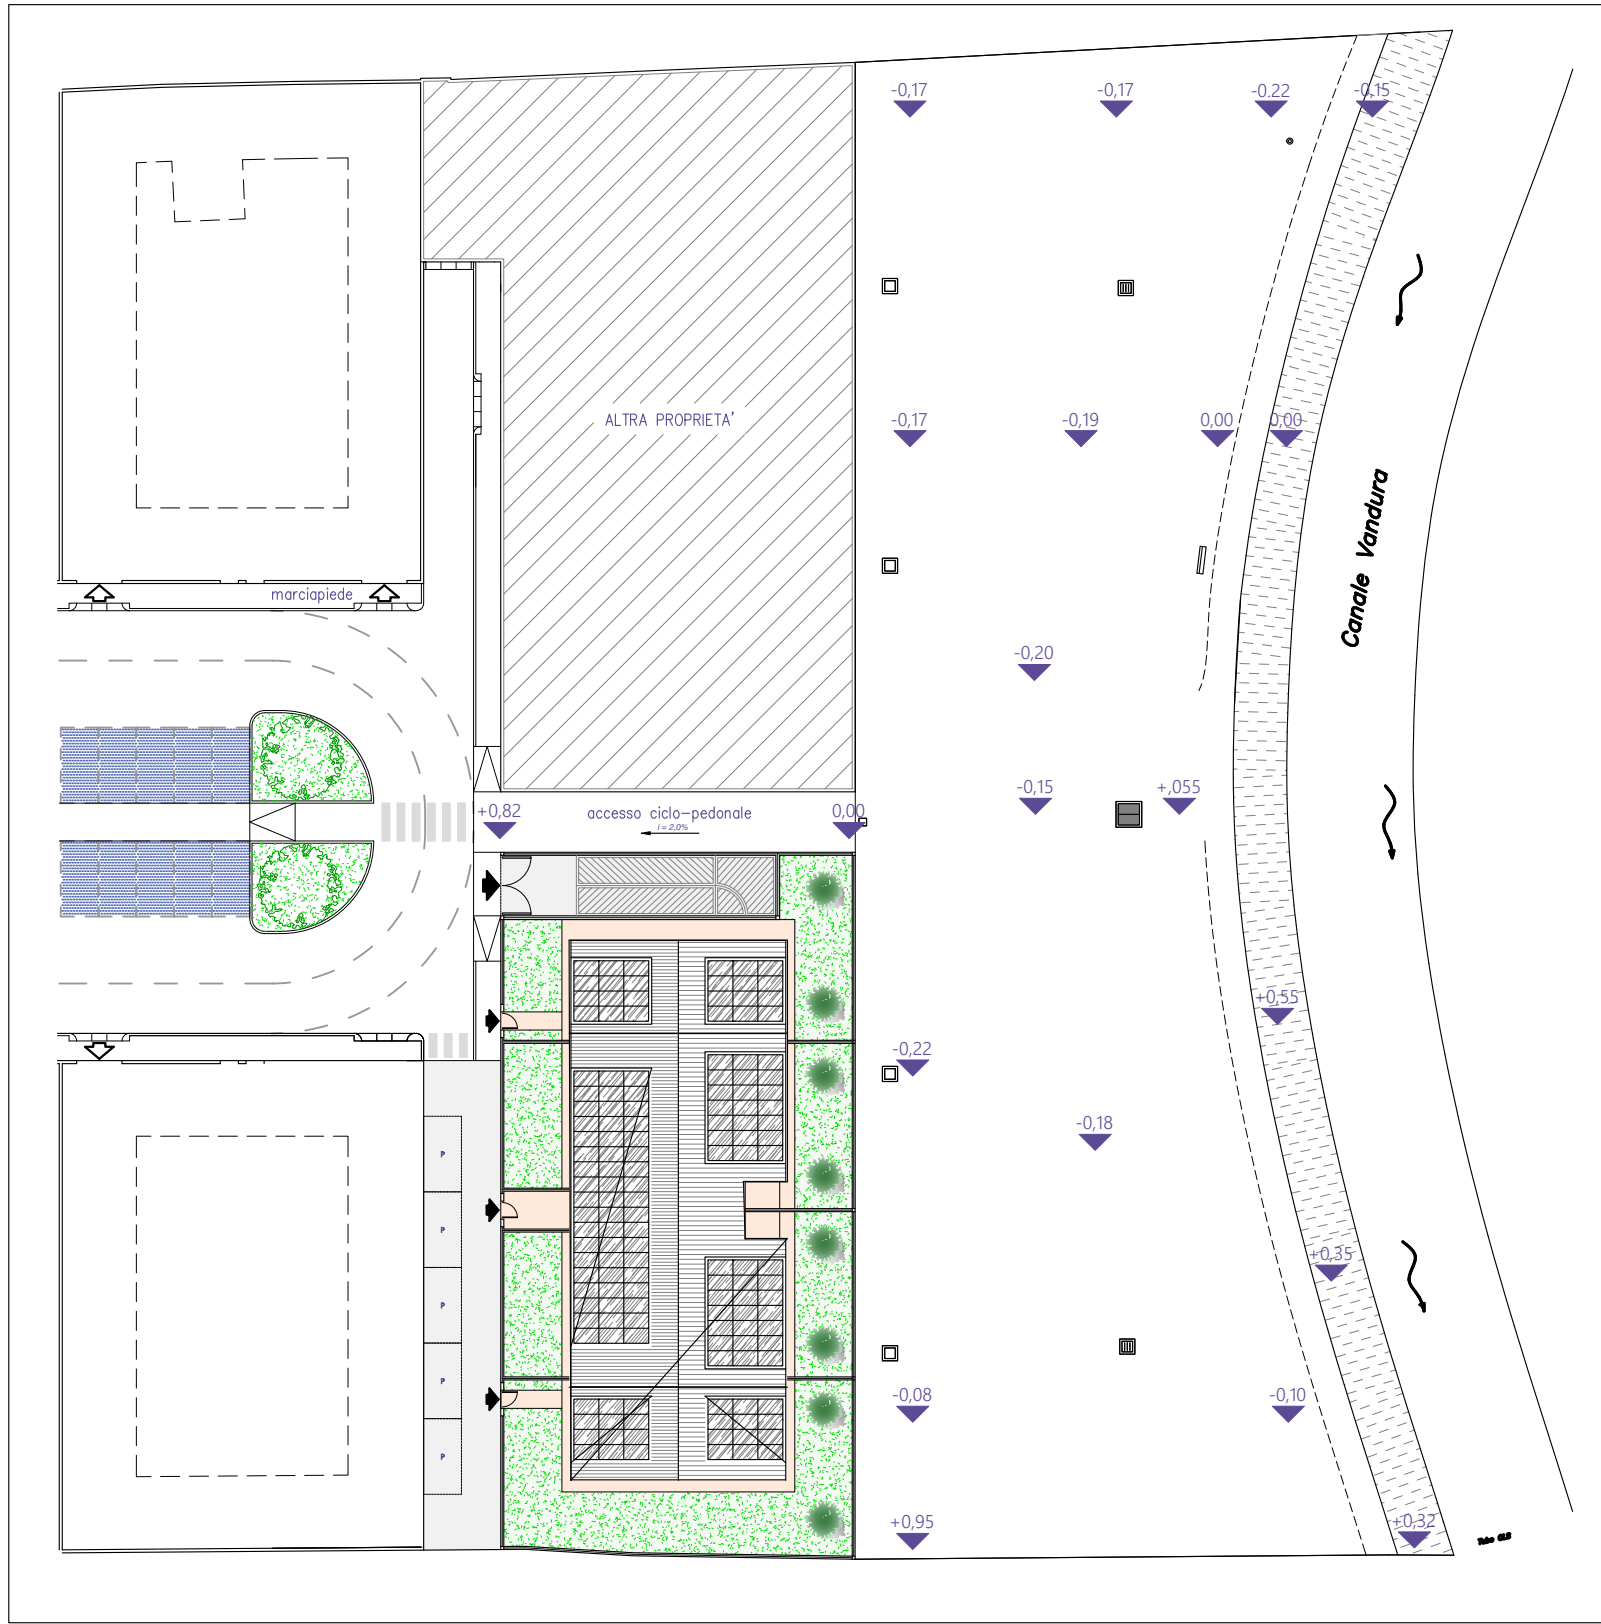 -0,17
-0,17
-0.22
-0,15
ALTRA PROPRIETA'
-0,17
-0,19
0,00
0,00
Canale Vandura
marciapiede
-0,20
-0,15
+,055
+0,82
accesso ciclo-pedonale
i = 2,0%
0,00
+0,55
-0,22
-0,18
P
P
P
P
P
+0,35
-0,08
-0,10
+0,95
+0,32
Tubo